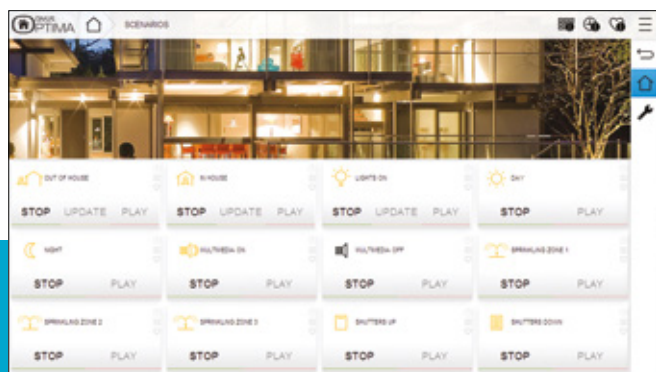 OPTIMA
SCENARIOS
OUT OF HOUSE
IN HOUSE
LIGHTS ON
DAY
STOP UPDATE PLAY
STOP UPDATE PLAY
STOP UPDATE PLAY
STOP PLAY
NIGHT
MULTIMEDIA ON
MULTIMEDIA OFF
SPRINKLING ZONE 1
STOP PLAY
STOP PLAY
STOP PLAY
STOP PLAY
SPRINKLING ZONE 2
SPRINKLING ZONE 3
SHUTTERS UP
SHUTTERS DOWN
STOP PLAY
STOP PLAY
STOP PLAY
STOP PLAY